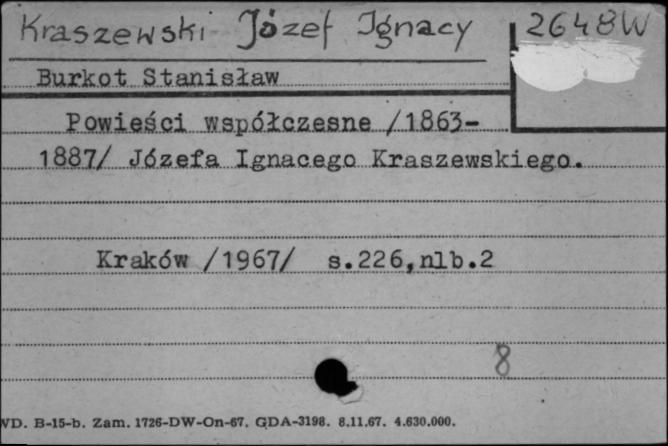 Kraszewski Józef Ignacy 2648W
Burkot Stanisław
Powieści współczesne /1863-
1887/ Józefa Ignacego Kraszewskiego.
Kraków /1967/ s.226,nlb.2
8
WD. B-15-b. Zam. 1726-DW-On-67. GDA-3198. 8.11.67. 4.630.000.